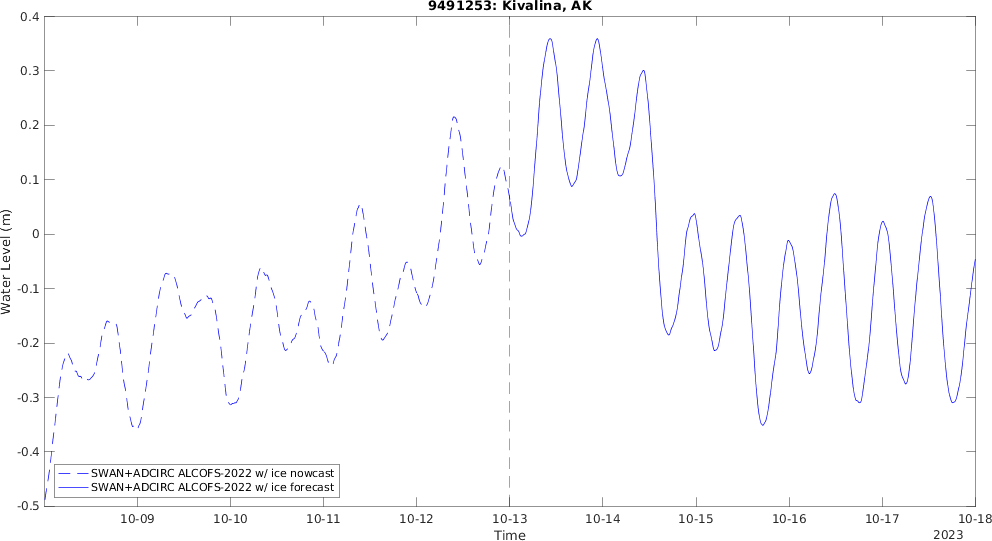 9491253: Kivalina, AK
Water Level (m)
0.4
0.3
0.2
0.1
0
-0.1
-0.2
-0.3
-0.4
-0.5
SWAN+ADCIRC ALCOFS-2022 w/ ice nowcast
SWAN+ADCIRC ALCOFS-2022 w/ ice forecast
10-09 10-10 10-11 10-12 10-13 10-14 10-15 10-16 10-17 10-18
Time
2023